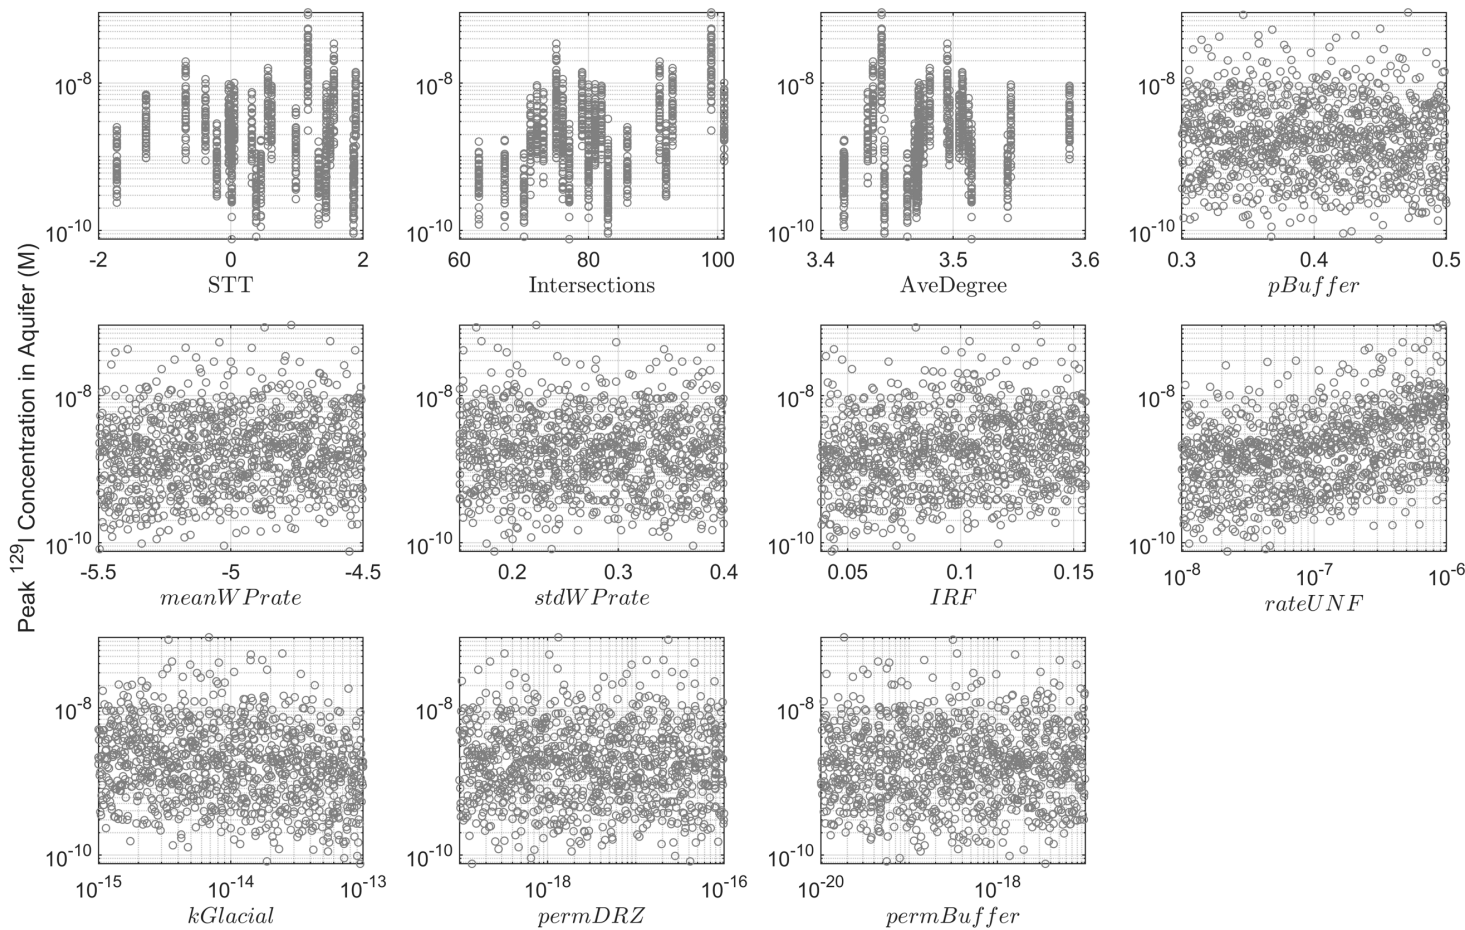 Peak ¹²⁹I Concentration in Aquifer (M)
10⁻⁸
10⁻¹⁰
-2 0 2
STT
10⁻⁸
10⁻¹⁰
60 80 100
Intersections
10⁻⁸
10⁻¹⁰
3.4 3.5 3.6
AveDegree
10⁻⁸
10⁻¹⁰
0.3 0.4 0.5
pBuffer
10⁻⁸
10⁻¹⁰
-5.5 -5 -4.5
meanWPrate
10⁻⁸
10⁻¹⁰
0.2 0.3 0.4
stdWPrate
10⁻⁸
10⁻¹⁰
0.05 0.1 0.15
IRF
10⁻⁸
10⁻¹⁰
10⁻⁸ 10⁻⁷ 10⁻⁶
rateUNF
10⁻⁸
10⁻¹⁰
10⁻¹⁵ 10⁻¹⁴ 10⁻¹³
kGlacial
10⁻⁸
10⁻¹⁰
10⁻¹⁸ 10⁻¹⁶
permDRZ
10⁻⁸
10⁻¹⁰
10⁻²⁰ 10⁻¹⁸
permBuffer